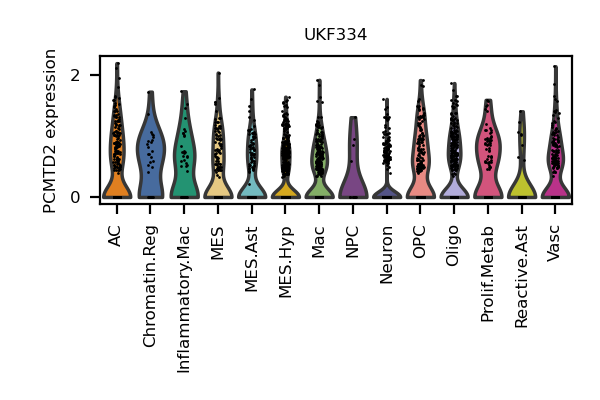 UKF334
PCMTD2 expression
2
0
AC
Chromatin.Reg
Inflammatory.Mac
MES
MES.Ast
MES.Hyp
Mac
NPC
Neuron
OPC
Oligo
Prolif.Metab
Reactive.Ast
Vasc